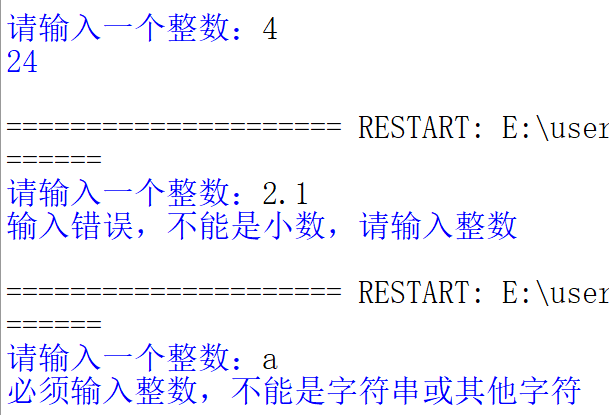 请输入一个整数：4
24
===================== RESTART: E:\user
======
请输入一个整数：2.1
输入错误，不能是小数，请输入整数
===================== RESTART: E:\user
======
请输入一个整数：a
必须输入整数，不能是字符串或其他字符